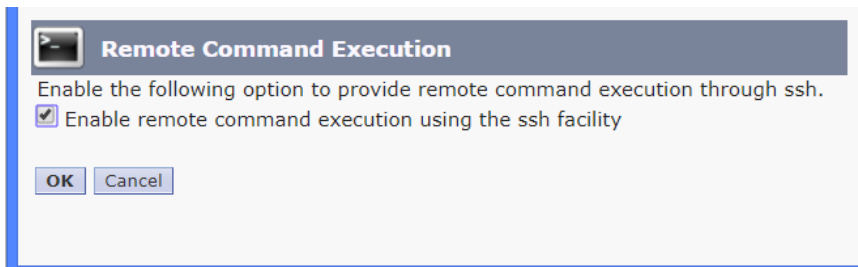 Remote Command Execution
Enable the following option to provide remote command execution through ssh.
Enable remote command execution using the ssh facility
OK Cancel